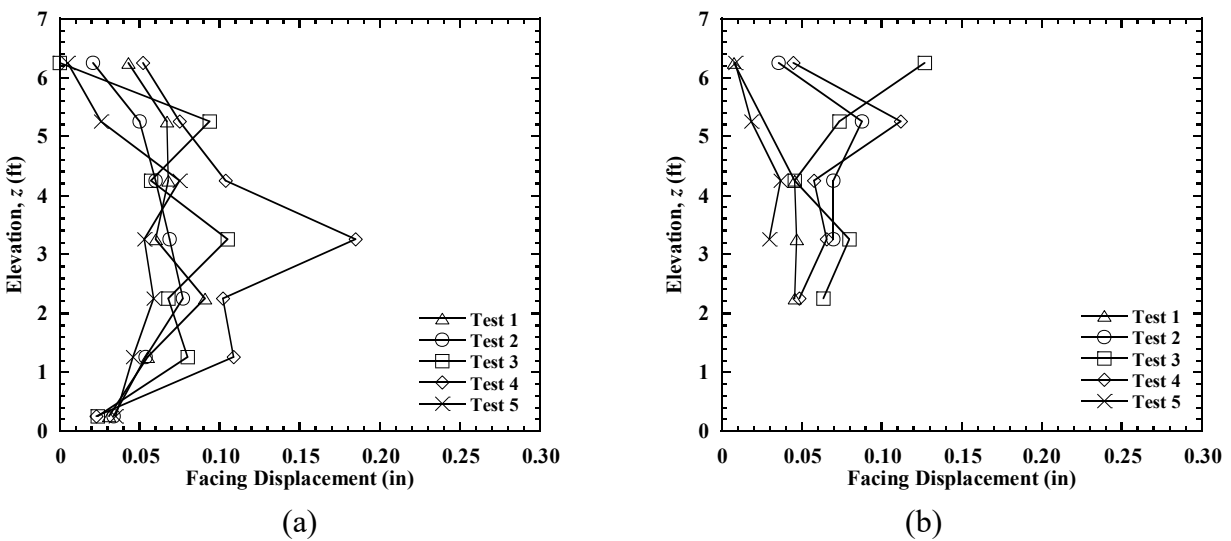 7
6
5
4
3
2
1
0
Elevation, z (ft)
0 0.05 0.10 0.15 0.20 0.25 0.30
Facing Displacement (in)
Test 1
Test 2
Test 3
Test 4
Test 5
(a)
7
6
5
4
3
2
1
0
Elevation, z (ft)
0 0.05 0.10 0.15 0.20 0.25 0.30
Facing Displacement (in)
Test 1
Test 2
Test 3
Test 4
Test 5
(b)